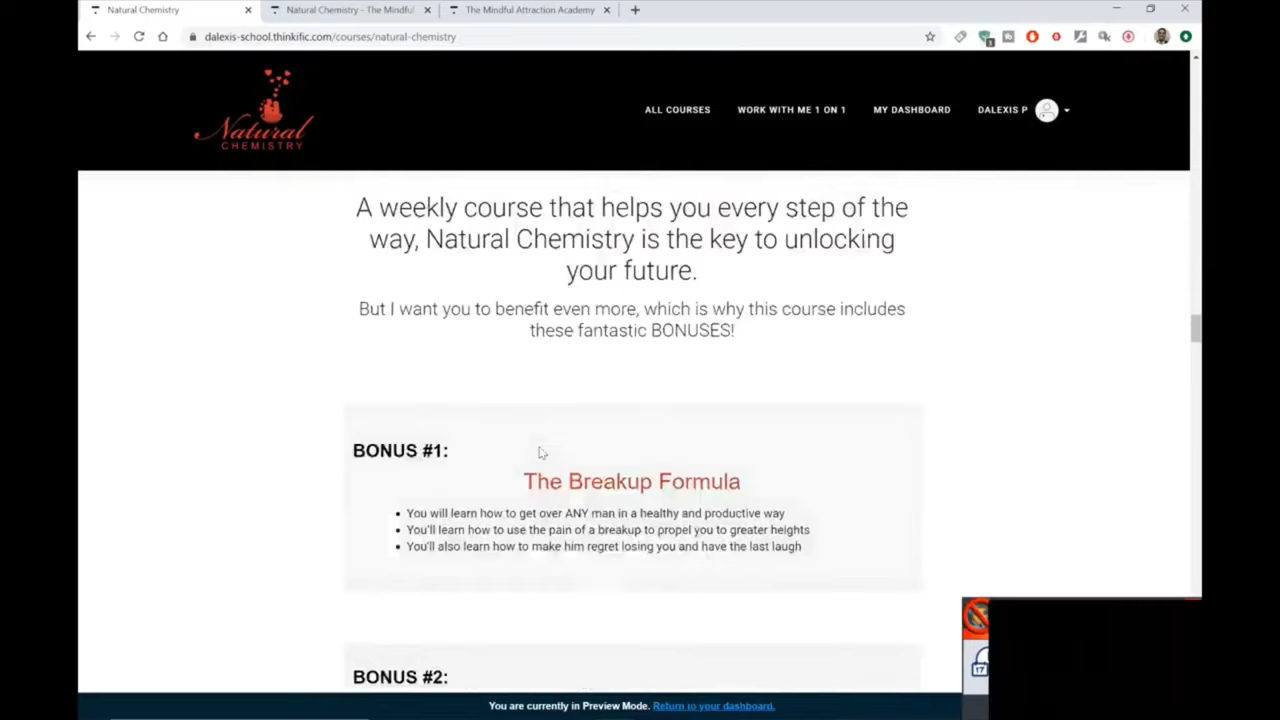 Natural Chemistry
Natural Chemistry - The Mindful
The Mindful Attraction Academy
dalexis-school.thinkific.com/courses/natural-chemistry
Natural
CHEMISTRY
ALL COURSES
WORK WITH ME 1 ON 1
MY DASHBOARD
DALEXIS P
A weekly course that helps you every step of the
way, Natural Chemistry is the key to unlocking
your future.
But I want you to benefit even more, which is why this course includes
these fantastic BONUSES!
BONUS #1:
The Breakup Formula
• You will learn how to get over ANY man in a healthy and productive way
• You'll learn how to use the pain of a breakup to propel you to greater heights
• You'll also learn how to make him regret losing you and have the last laugh
BONUS #2:
17
You are currently in Preview Mode. Return to your dashboard.